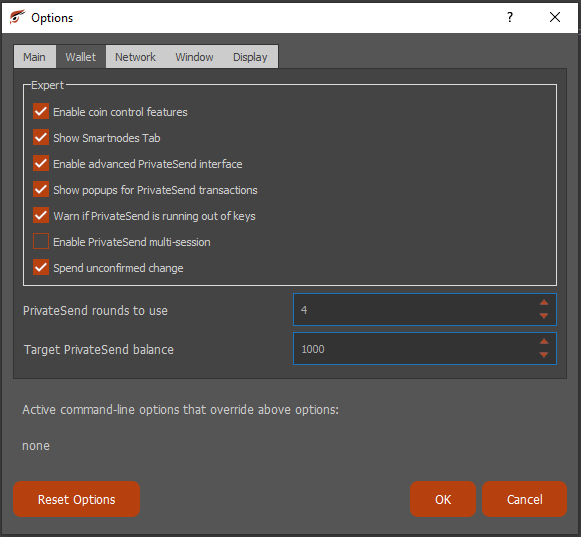 Options
?
Main Wallet Network Window Display
Expert
Enable coin control features
Show Smartnodes Tab
Enable advanced PrivateSend interface
Show popups for PrivateSend transactions
Warn if PrivateSend is running out of keys
Enable PrivateSend multi-session
Spend unconfirmed change
PrivateSend rounds to use 4
Target PrivateSend balance 1000
Active command-line options that override above options:
none
Reset Options OK Cancel